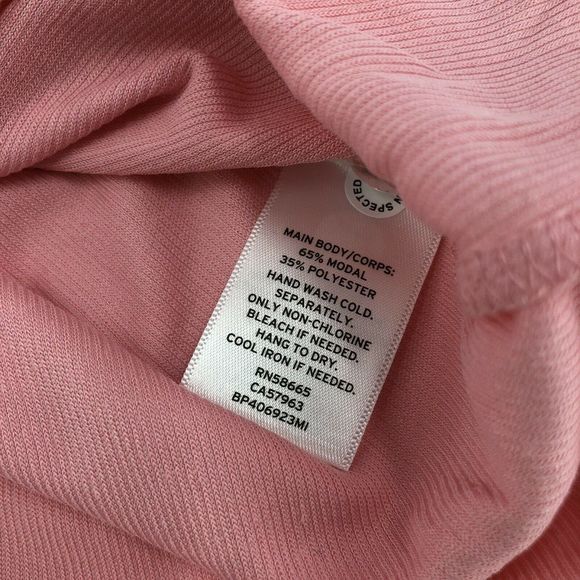 SPECTED
MAIN BODY/CORPS:
65% MODAL
35% POLYESTER
HAND WASH COLD.
SEPARATELY.
ONLY NON-CHLORINE
BLEACH IF NEEDED.
HANG TO DRY.
COOL IRON IF NEEDED.
RN58665
CA57963
BP406923MI